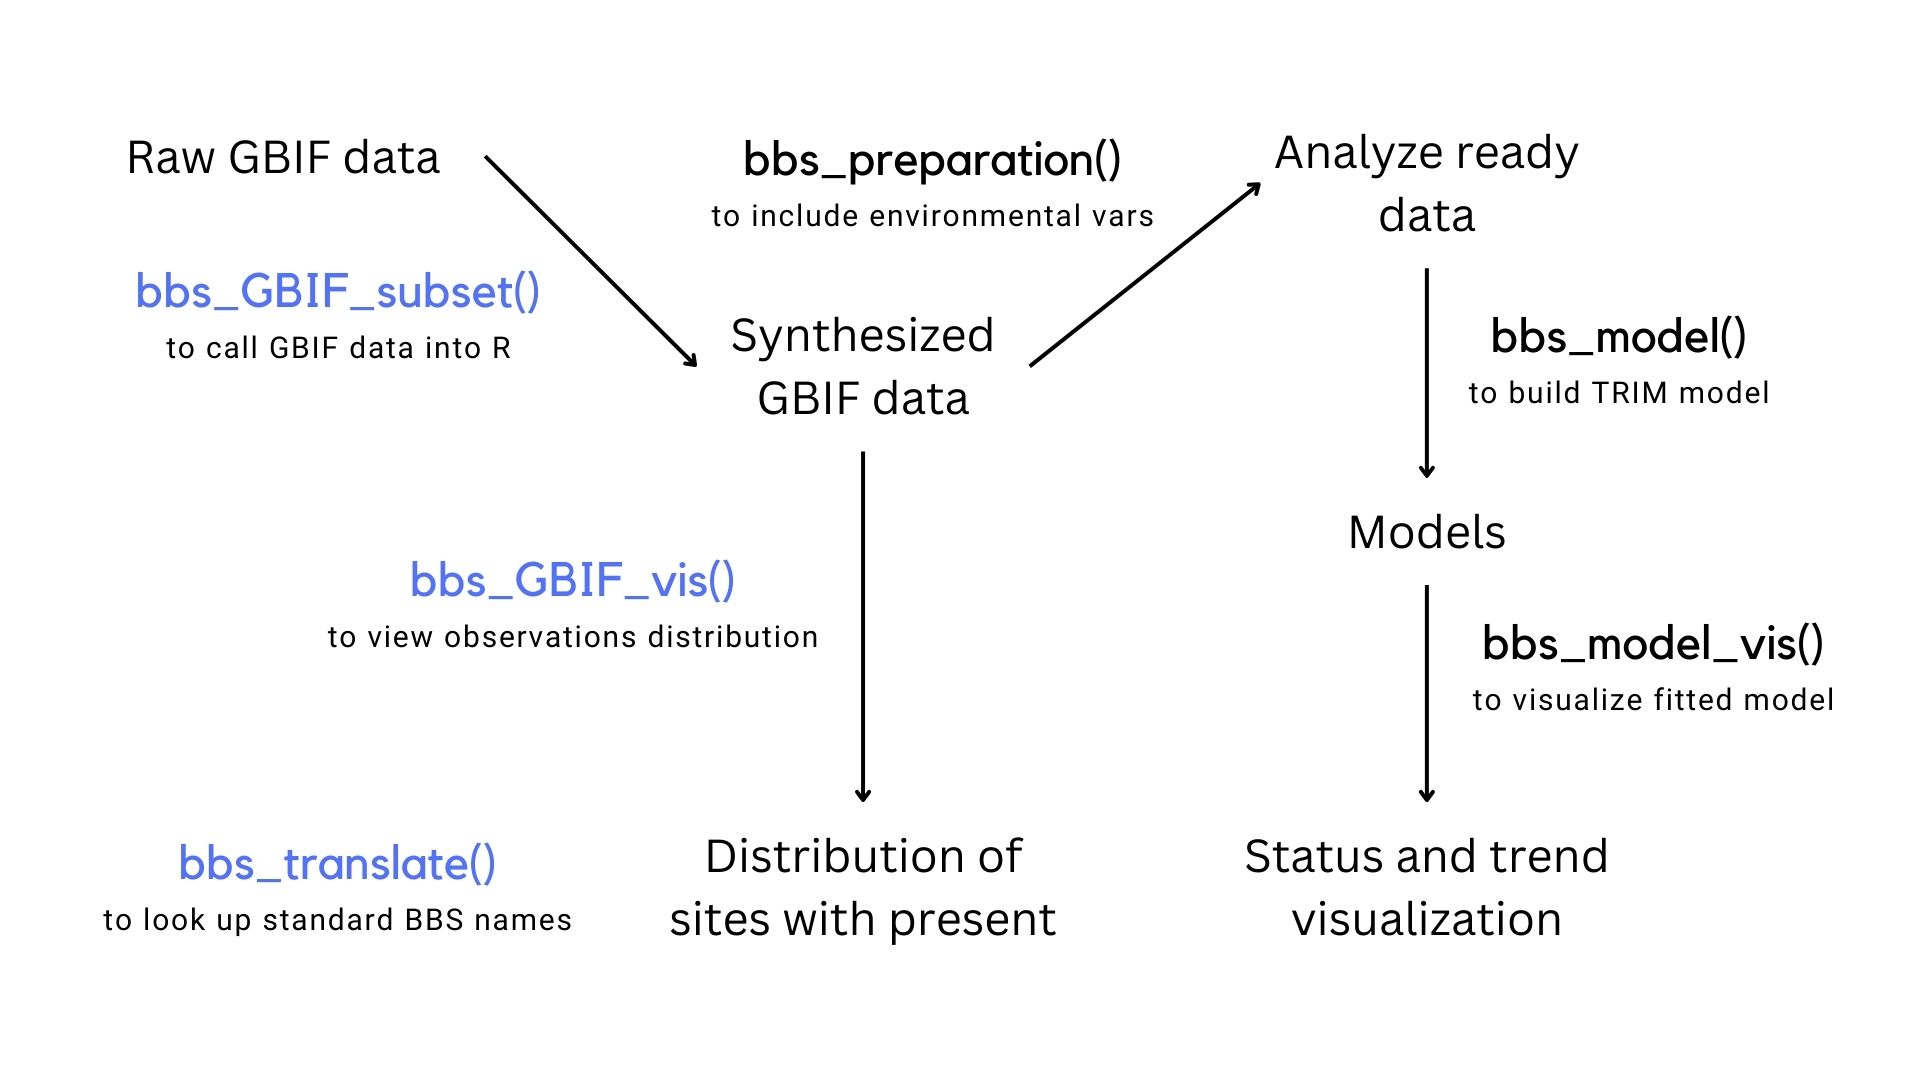 Raw GBIF data
bbs_GBIF_subset()
to call GBIF data into R
bbs_preparation()
to include environmental vars
Synthesized
GBIF data
Analyze ready
data
bbs_model()
to build TRIM model
Models
bbs_GBIF_vis()
to view observations distribution
bbs_model_vis()
to visualize fitted model
bbs_translate()
to look up standard BBS names
Distribution of
sites with present
Status and trend
visualization